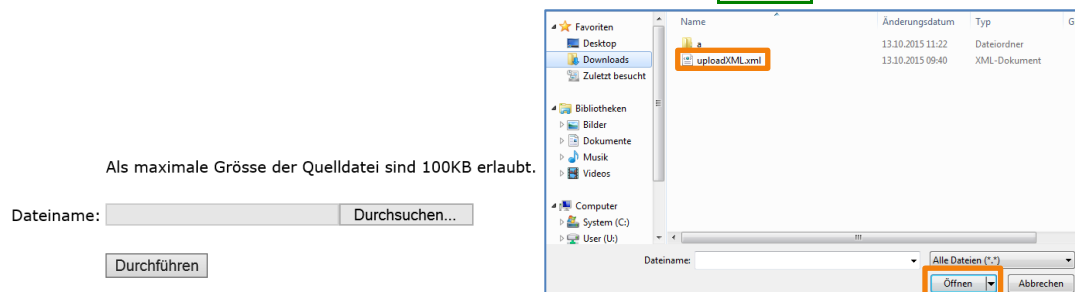 Als maximale Grösse der Quelldatei sind 100KB erlaubt.
Dateiname:
Durchsuchen...
Durchführen
Favoriten
Desktop
Downloads
Zuletzt besucht
Bibliotheken
Bilder
Dokumente
Musik
Videos
Computer
System (C:)
User (U:)
Name Änderungsdatum Typ G
a 13.10.2015 11:22 Dateiordner
uploadXML.xml 13.10.2015 09:40 XML-Dokument
Dateiname: Alle Dateien (*.*)
Öffnen Abbrechen